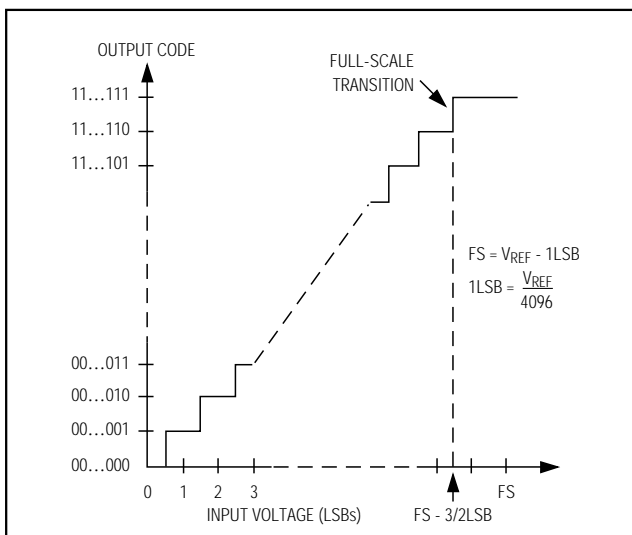 OUTPUT CODE
FULL-SCALE
TRANSITION
11…111
11…110
11…101
FS = VREF - 1LSB
1LSB = VREF
4096
00…011
00…010
00…001
00…000
0 1 2 3 FS
INPUT VOLTAGE (LSBs) FS - 3/2LSB